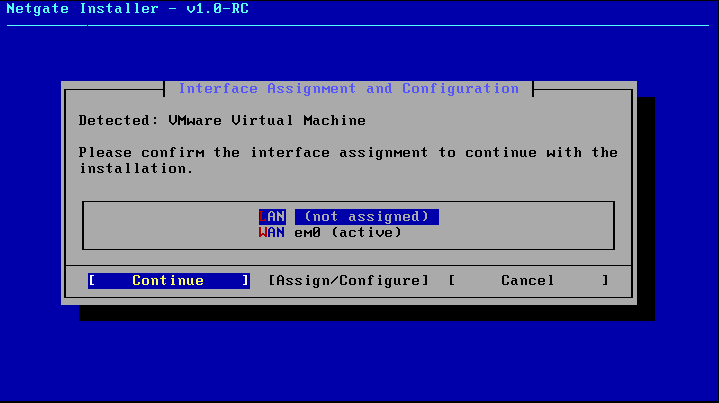 Netgate Installer - v1.0-RC
Interface Assignment and Configuration
Detected: VMware Virtual Machine
Please confirm the interface assignment to continue with the
installation.
LAN (not assigned)
WAN em0 (active)
[ Continue ] [Assign/Configure] [ Cancel ]